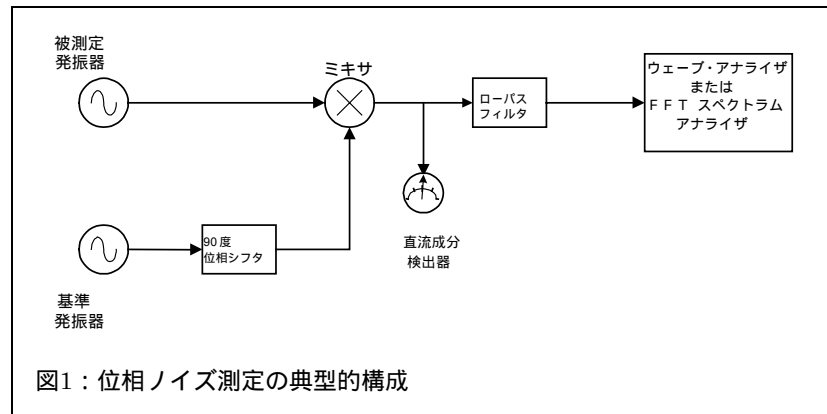 被測定
発振器
ミキサ
ローパス
フィルタ
ウェーブ・アナライザ
または
ＦＦＴ スペクトラム
アナライザ
90度
位相シフタ
直流成分
検出器
基準
発振器
図1：位相ノイズ測定の典型的構成